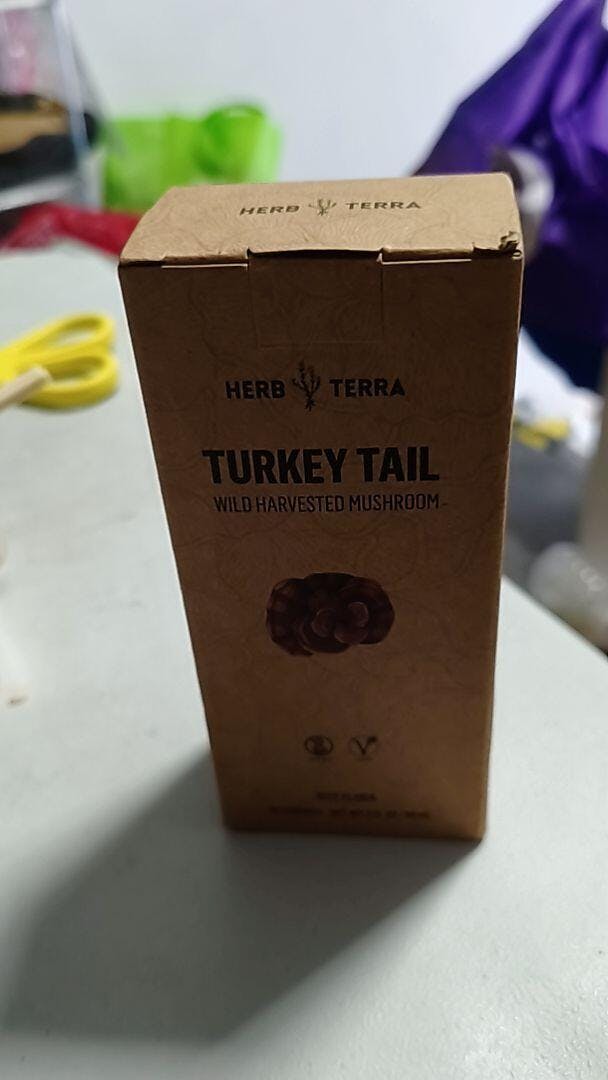 HERB TERRA
HERB TERRA
TURKEY TAIL
WILD HARVESTED MUSHROOM